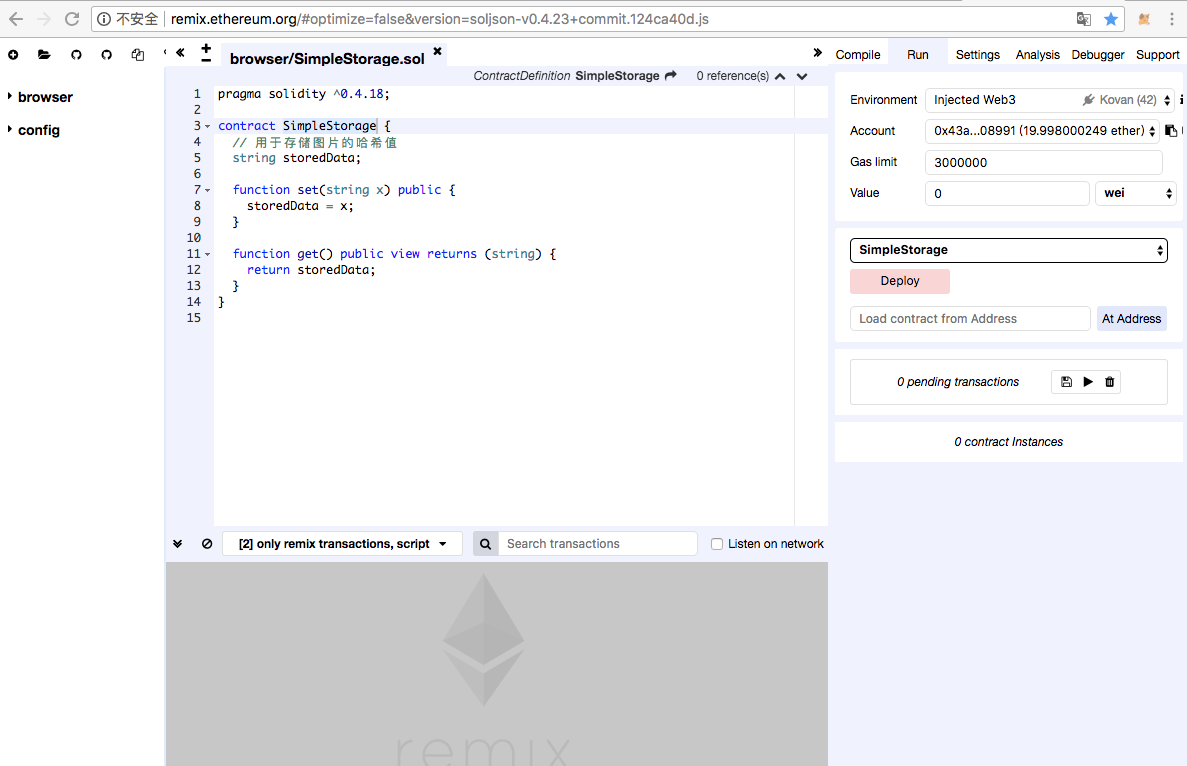 不安全 remix.ethereum.org/#optimize=false&version=soljson-v0.4.23+commit.124ca40d.js
browser/SimpleStorage.sol
Compile Run Settings Analysis Debugger Support
browser
config
ContractDefinition SimpleStorage 0 reference(s)
1 pragma solidity ^0.4.18;
2
3 contract SimpleStorage {
4 // 用于存储图片的哈希值
5 string storedData;
6
7 function set(string x) public {
8 storedData = x;
9 }
10
11 function get() public view returns (string) {
12 return storedData;
13 }
14 }
15
Environment Injected Web3 Kovan (42)
Account 0x43a...08991 (19.998000249 ether)
Gas limit 3000000
Value 0 wei
SimpleStorage
Deploy
Load contract from Address At Address
0 pending transactions
0 contract Instances
[2] only remix transactions, script Search transactions Listen on network
remix